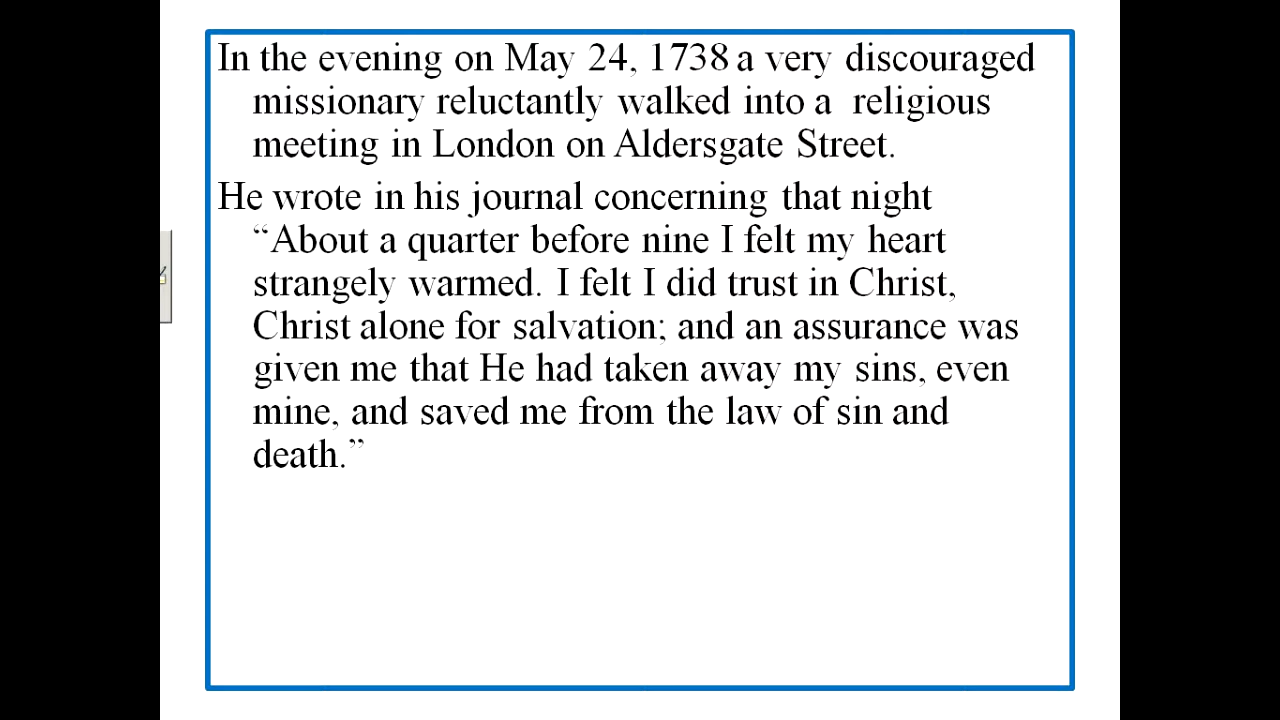 In the evening on May 24, 1738 a very discouraged
missionary reluctantly walked into a  religious
meeting in London on Aldersgate Street.
He wrote in his journal concerning that night
“About a quarter before nine I felt my heart
strangely warmed. I felt I did trust in Christ,
Christ alone for salvation; and an assurance was
given me that He had taken away my sins, even
mine, and saved me from the law of sin and
death.”